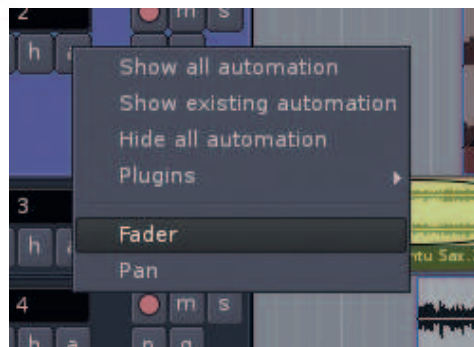 2
m s
h
Show all automation
Show existing automation
Hide all automation
Plugins
3
Fader
h
ntu Sax.
Pan
4
m s
h a p g